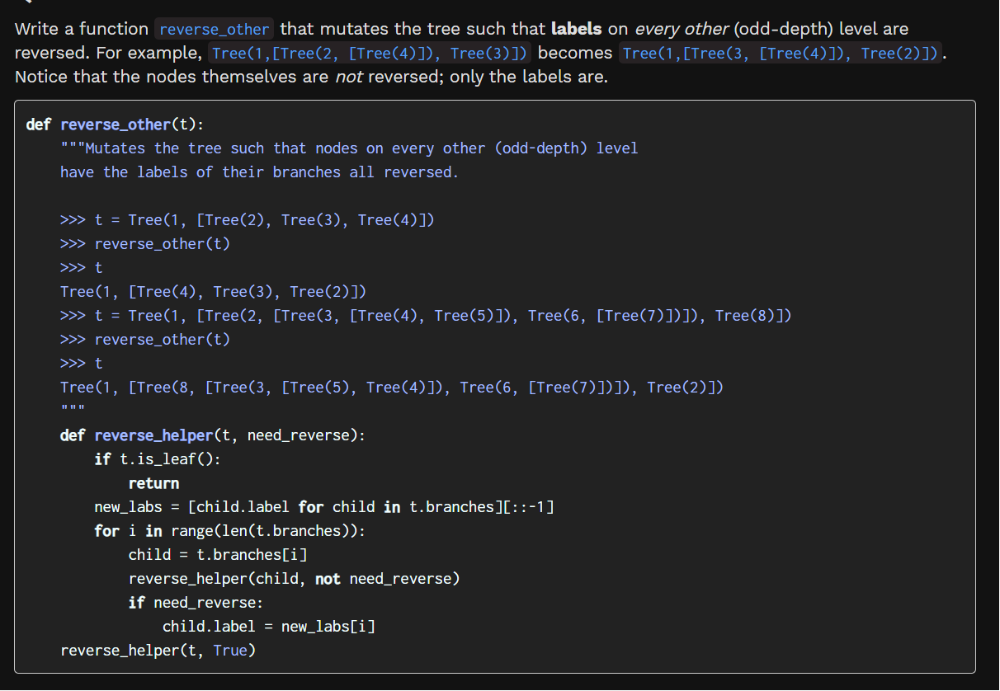 Write a function reverse_other that mutates the tree such that labels on every other (odd-depth) level are
reversed. For example, Tree(1,[Tree(2, [Tree(4)]), Tree(3)]) becomes Tree(1,[Tree(3, [Tree(4)]), Tree(2)]).
Notice that the nodes themselves are not reversed; only the labels are.
def reverse_other(t):
    """Mutates the tree such that nodes on every other (odd-depth) level
    have the labels of their branches all reversed.

    >>> t = Tree(1, [Tree(2), Tree(3), Tree(4)])
    >>> reverse_other(t)
    >>> t
    Tree(1, [Tree(4), Tree(3), Tree(2)])
    >>> t = Tree(1, [Tree(2, [Tree(3, [Tree(4), Tree(5)]), Tree(6, [Tree(7)])]), Tree(8)])
    >>> reverse_other(t)
    >>> t
    Tree(1, [Tree(8, [Tree(3, [Tree(5), Tree(4)]), Tree(6, [Tree(7)])]), Tree(2)])
    """
    def reverse_helper(t, need_reverse):
        if t.is_leaf():
            return
        new_labs = [child.label for child in t.branches][::-1]
        for i in range(len(t.branches)):
            child = t.branches[i]
            reverse_helper(child, not need_reverse)
            if need_reverse:
                child.label = new_labs[i]
    reverse_helper(t, True)